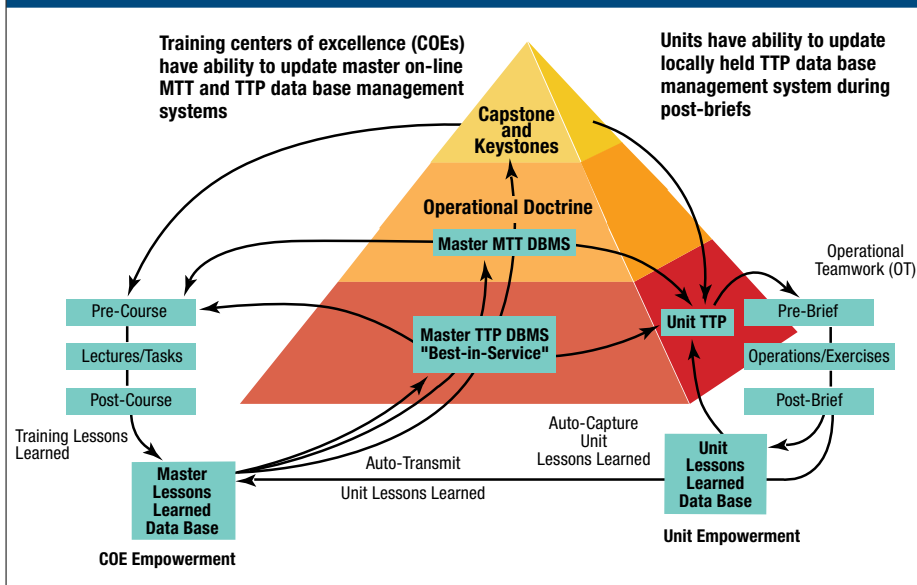 Training centers of excellence (COEs)
have ability to update master on-line
MTT and TTP data base management
systems
Units have ability to update
locally held TTP data base
management system during
post-briefs
Capstone
and
Keystones
Operational Doctrine
Master MTT DBMS
Operational
Teamwork (OT)
Pre-Course
Lectures/Tasks
Post-Course
Master TTP DBMS
"Best-in-Service"
Unit TTP
Pre-Brief
Operations/Exercises
Post-Brief
Training Lessons
Learned
Master
Lessons
Learned
Data Base
COE Empowerment
Auto-Transmit
Unit Lessons Learned
Auto-Capture
Unit
Lessons Learned
Unit
Lessons
Learned
Data Base
Unit Empowerment